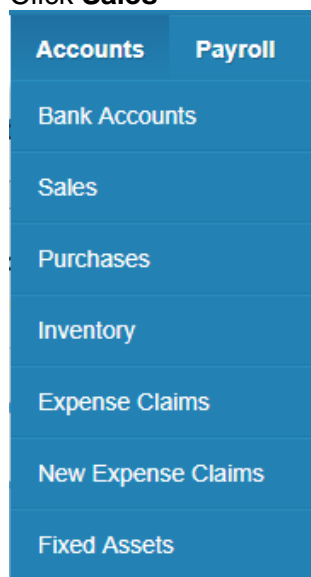 Click Sales
Accounts Payroll
Bank Accounts
Sales
Purchases
Inventory
Expense Claims
New Expense Claims
Fixed Assets